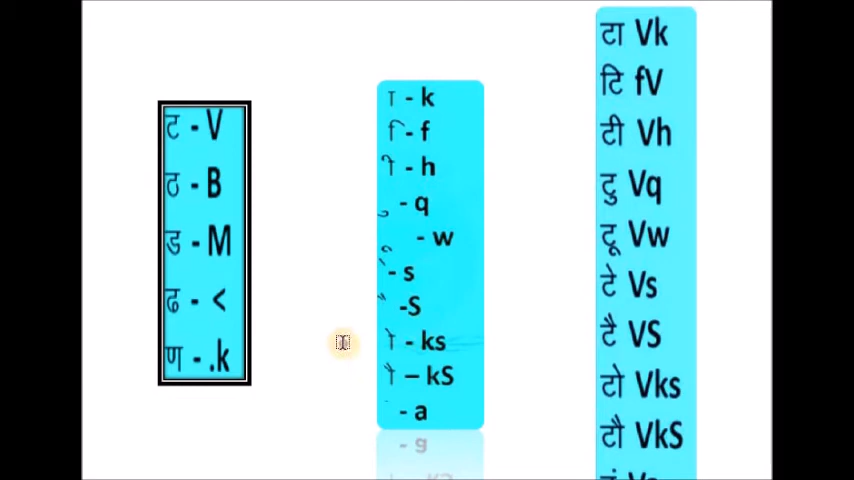 ट - V
ठ - B
ड - M
ढ - <
ण - .k
ा - k
ि - f
ी - h
ु - q
ू - w
े - s
ै -S
ो - ks
ौ – kS
ं - a
टा Vk
टि fV
टी Vh
टु Vq
टू Vw
टे Vs
टै VS
टो Vks
टौ VkS